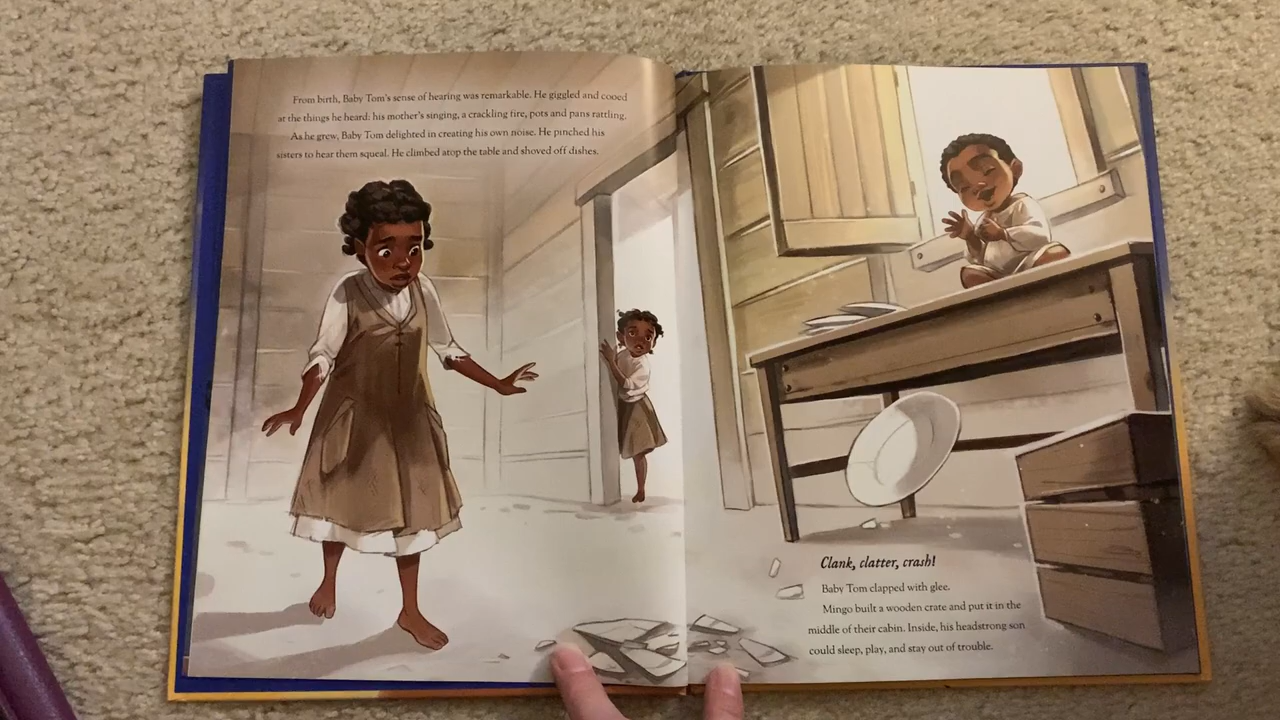 From birth, Baby Tom's sense of hearing was remarkable. He giggled and cooed
at the things he heard: his mother's singing, a crackling fire, pots and pans rattling.
As he grew, Baby Tom delighted in creating his own noise. He pinched his
sisters to hear them squeal. He climbed atop the table and shoved off dishes.
Clank, clatter, crash!
Baby Tom clapped with glee.
Mingo built a wooden crate and put it in the
middle of their cabin. Inside, his headstrong son
could sleep, play, and stay out of trouble.